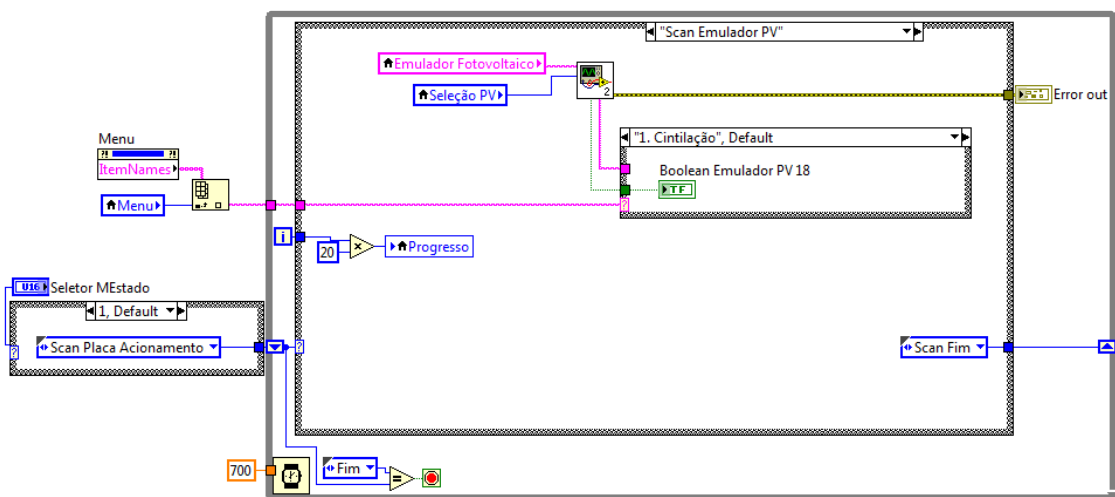 "Scan Emulador PV"
Emulador Fotovoltaico
Seleção PV
2
Error out
"1. Cintilação", Default
Boolean Emulador PV 18
TF
Menu
ItemNames
Menu
?
i
20
x
Progresso
U16 Seletor MEstado
1, Default
?
Scan Placa Acionamento
?
Scan Fim
700
Fim
=